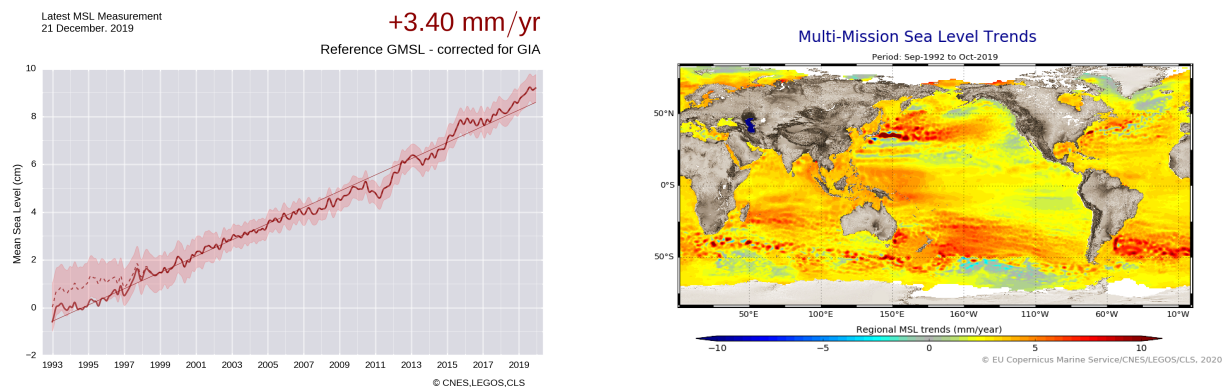 Latest MSL Measurement
21 December. 2019
+3.40 mm/yr
Reference GMSL - corrected for GIA
Mean Sea Level (cm)
10
8
6
4
2
0
−2
1993 1995 1997 1999 2001 2003 2005 2007 2009 2011 2013 2015 2017 2019
© CNES,LEGOS,CLS
Multi-Mission Sea Level Trends
Period: Sep-1992 to Oct-2019
50°N
0°S
50°S
50°E 100°E 150°E 160°W 110°W 60°W 10°W
Regional MSL trends (mm/year)
−10 −5 0 5 10
© EU Copernicus Marine Service/CNES/LEGOS/CLS, 2020